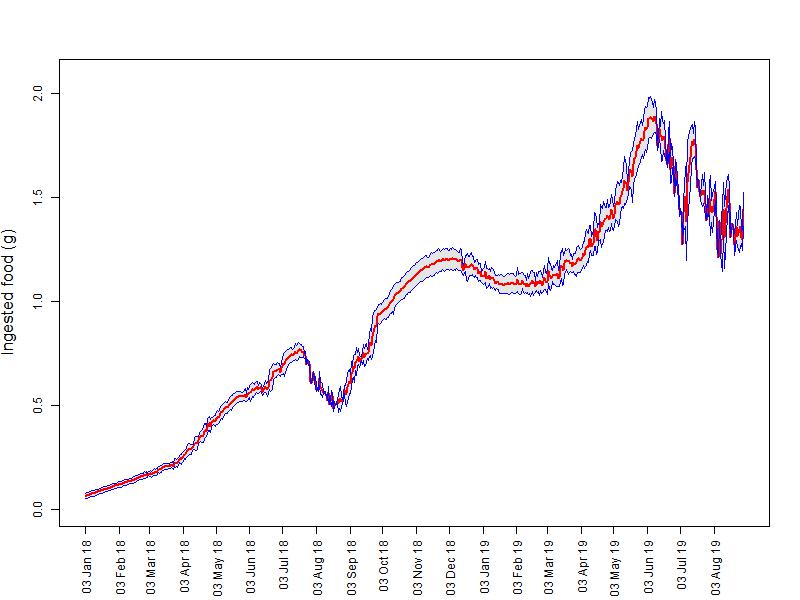 Ingested food (g)
2.0
1.5
1.0
0.5
0.0
03 Jan 18
03 Feb 18
03 Mar 18
03 Apr 18
03 May 18
03 Jun 18
03 Jul 18
03 Aug 18
03 Sep 18
03 Oct 18
03 Nov 18
03 Dec 18
03 Jan 19
03 Feb 19
03 Mar 19
03 Apr 19
03 May 19
03 Jun 19
03 Jul 19
03 Aug 19